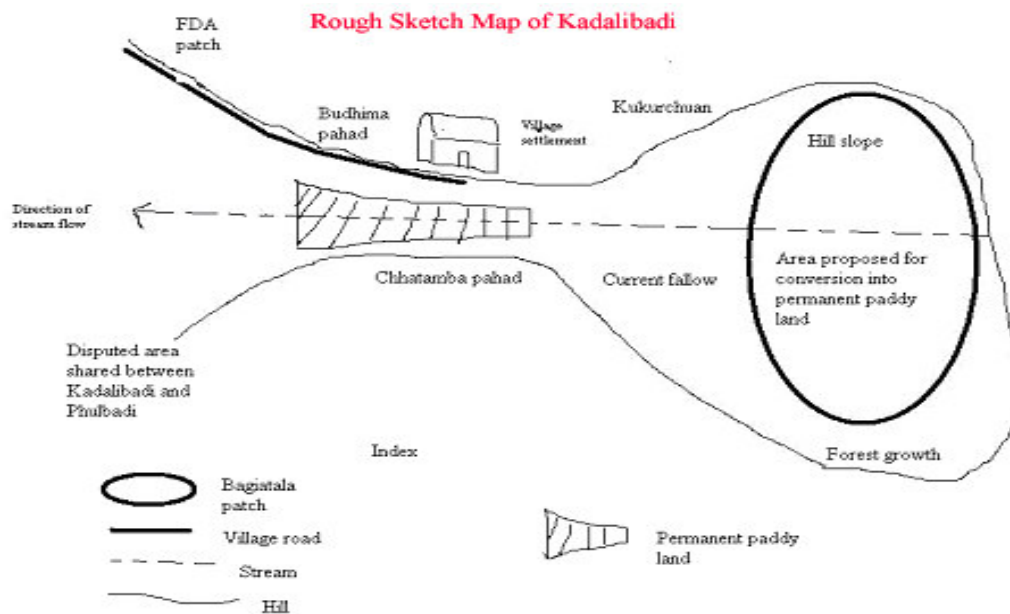 Rough Sketch Map of Kadalibadi
FDA
patch
Budhima
pahad
Village
settlement
Kukurchuan
Hill slope
Direction of
stream flow
Chhatamba pahad
Current fallow
Area proposed for
conversion into
permanent paddy
land
Disputed area
shared between
Kadalibadi and
Phulbadi
Forest growth
Index
Bagiatala
patch
Village road
Stream
Hill
Permanent paddy
land